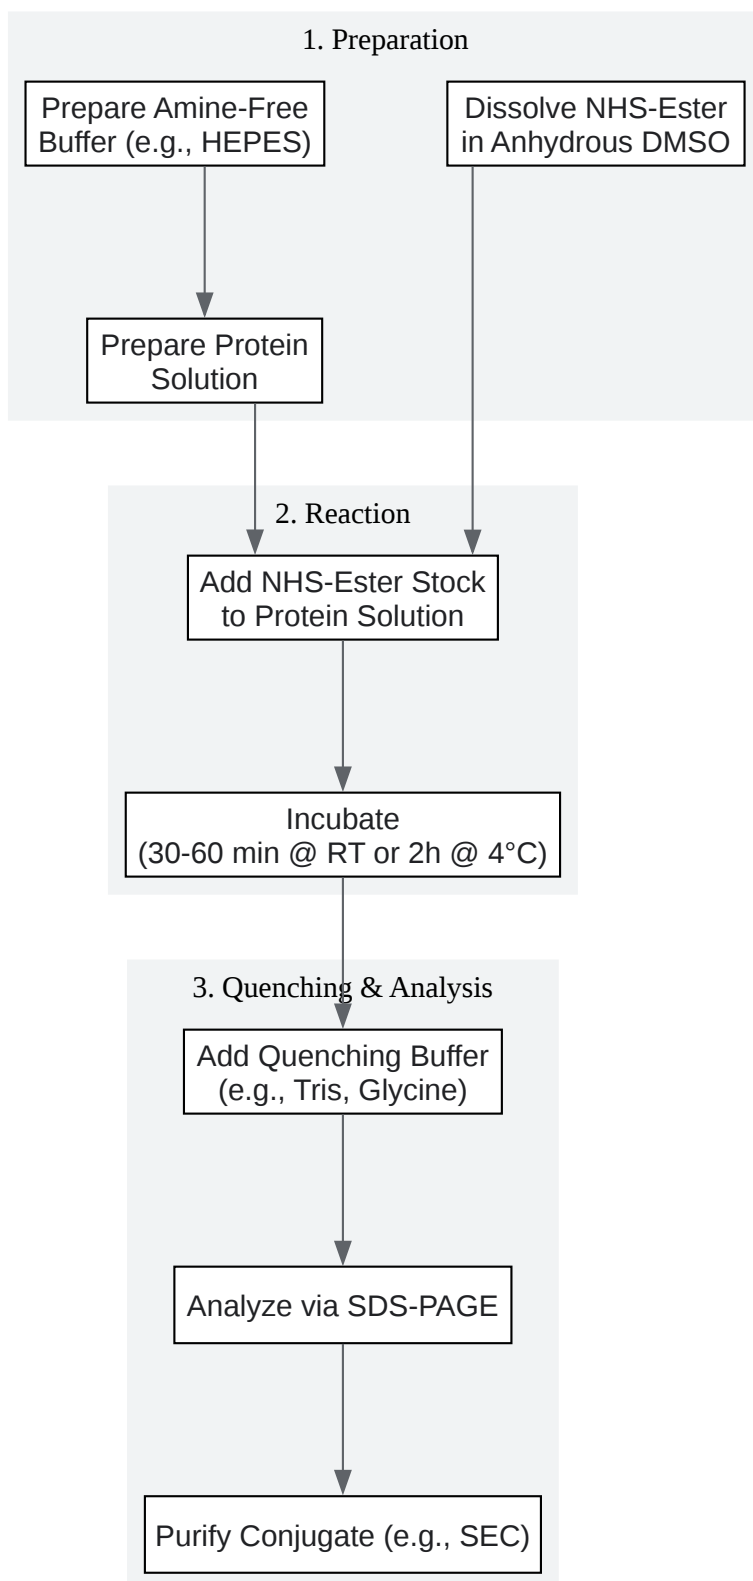 1. Preparation
Prepare Amine-Free
Buffer (e.g., HEPES)
Dissolve NHS-Ester
in Anhydrous DMSO
Prepare Protein
Solution
2. Reaction
Add NHS-Ester Stock
to Protein Solution
Incubate
(30-60 min @ RT or 2h @ 4°C)
3. Quenching & Analysis
Add Quenching Buffer
(e.g., Tris, Glycine)
Analyze via SDS-PAGE
Purify Conjugate (e.g., SEC)